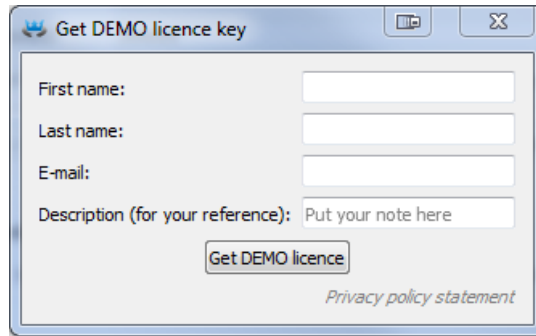 Get DEMO licence key
First name:
Last name:
E-mail:
Description (for your reference): Put your note here
Get DEMO licence
Privacy policy statement